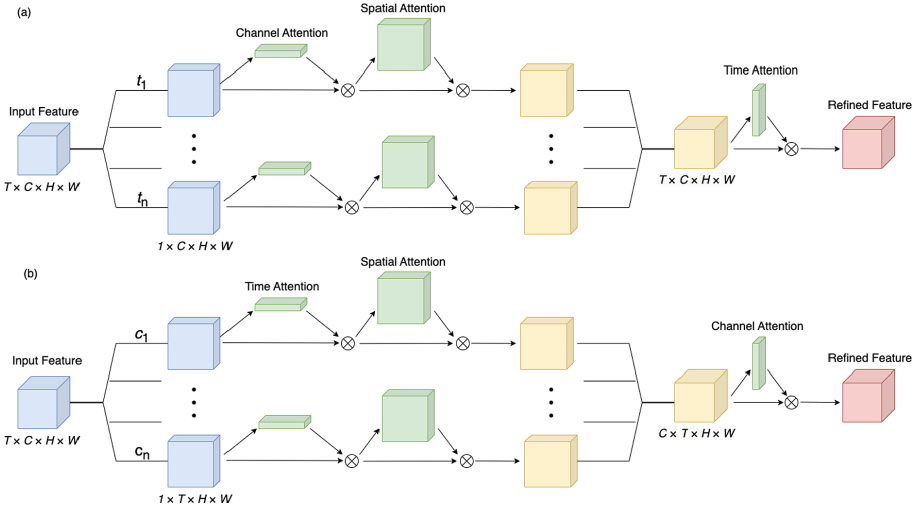 (a)
Spatial Attention
Channel Attention
Time Attention
t1
Input Feature
Refined Feature
T × C × H × W
T × C × H × W
tn
1 × C × H × W
(b)
Spatial Attention
Time Attention
Channel Attention
c1
Input Feature
Refined Feature
T × C × H × W
C × T × H × W
cn
1 × T × H × W